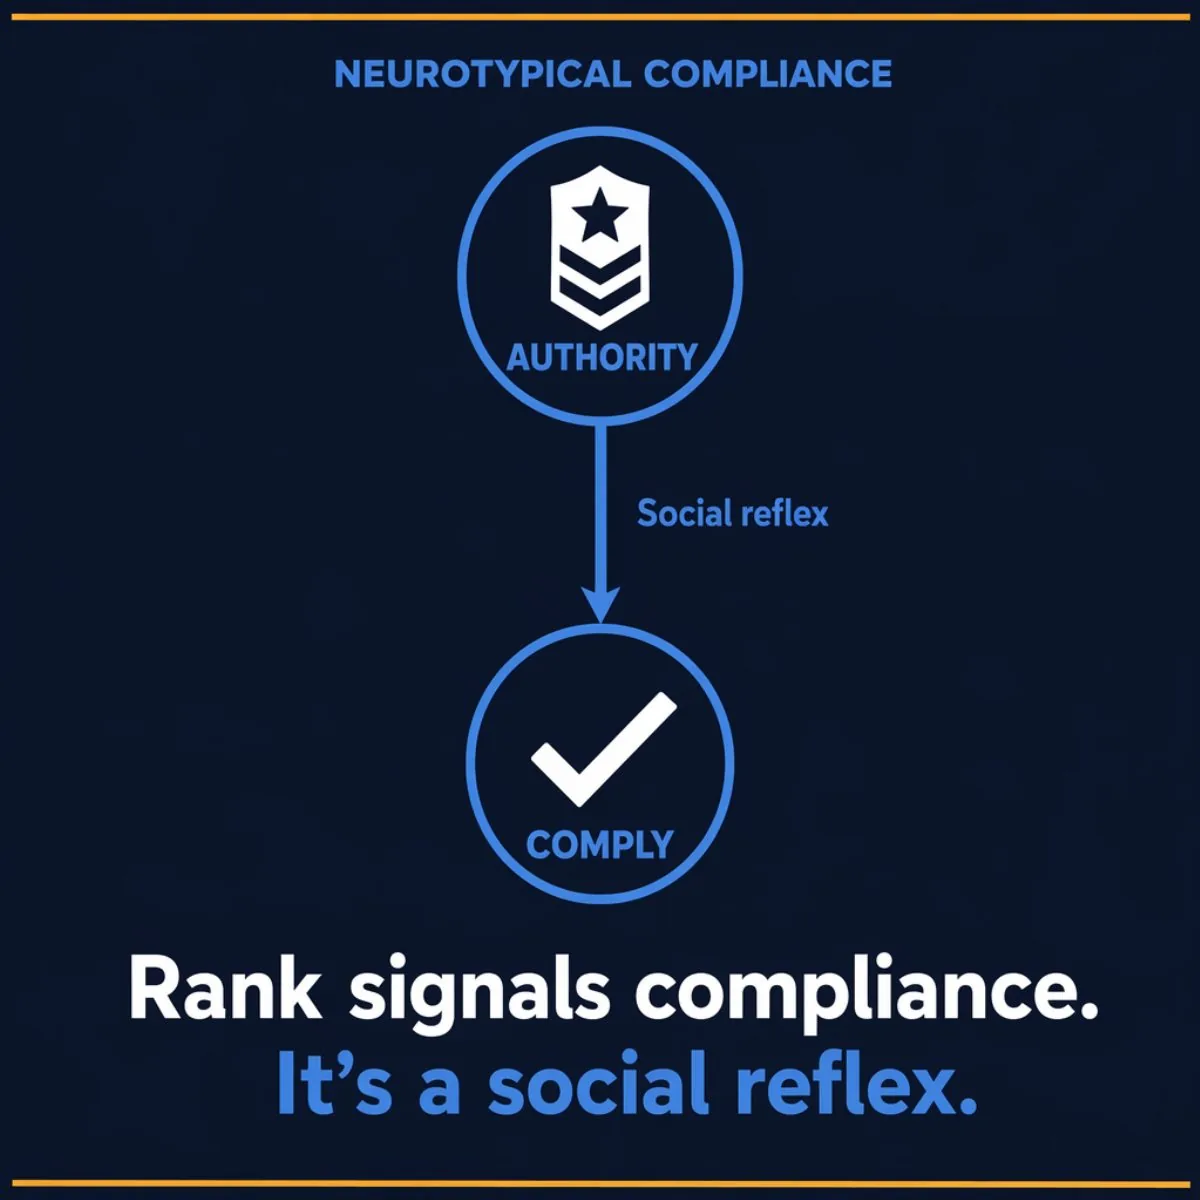 NEUROTYPICAL COMPLIANCE
AUTHORITY
Social reflex
COMPLY
Rank signals compliance.
It’s a social reflex.